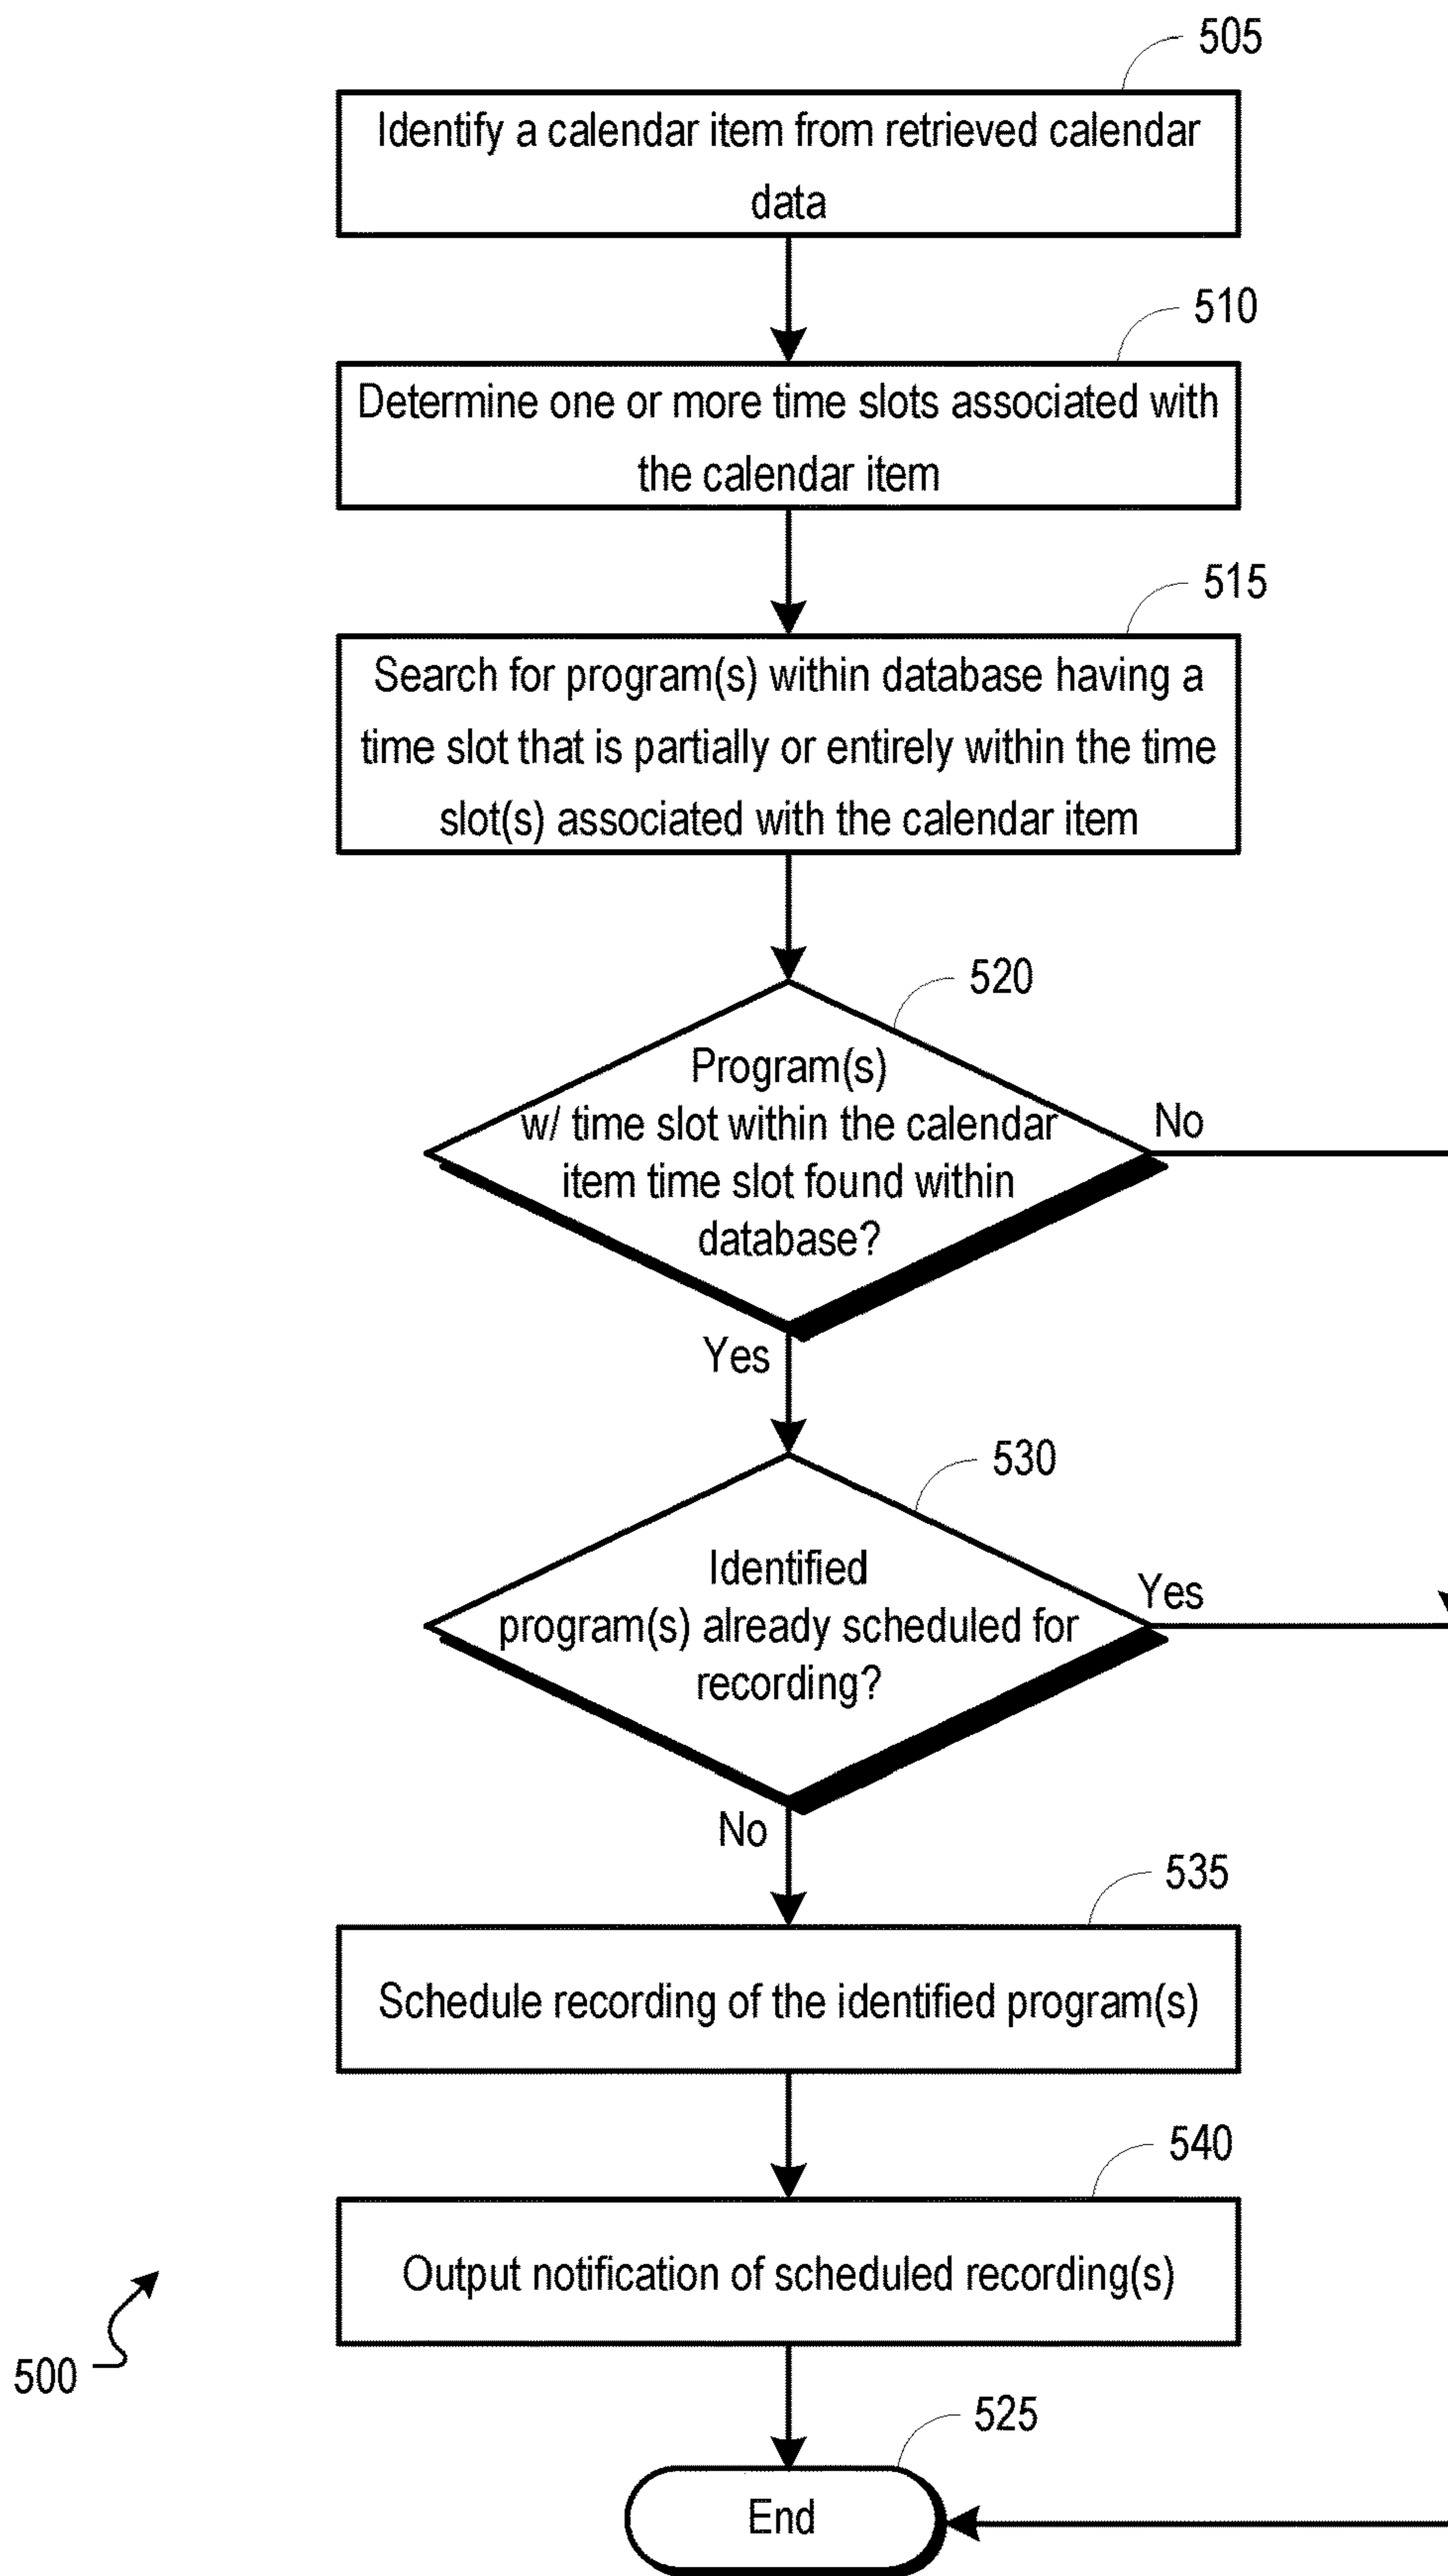 505
Identify a calendar item from retrieved calendar
data
510
Determine one or more time slots associated with
the calendar item
515
Search for program(s) within database having a
time slot that is partially or entirely within the time
slot(s) associated with the calendar item
520
Program(s)
w/ time slot within the calendar
item time slot found within
database?
No
Yes
530
Identified
program(s) already scheduled for
recording?
Yes
No
535
Schedule recording of the identified program(s)
540
Output notification of scheduled recording(s)
500
525
End